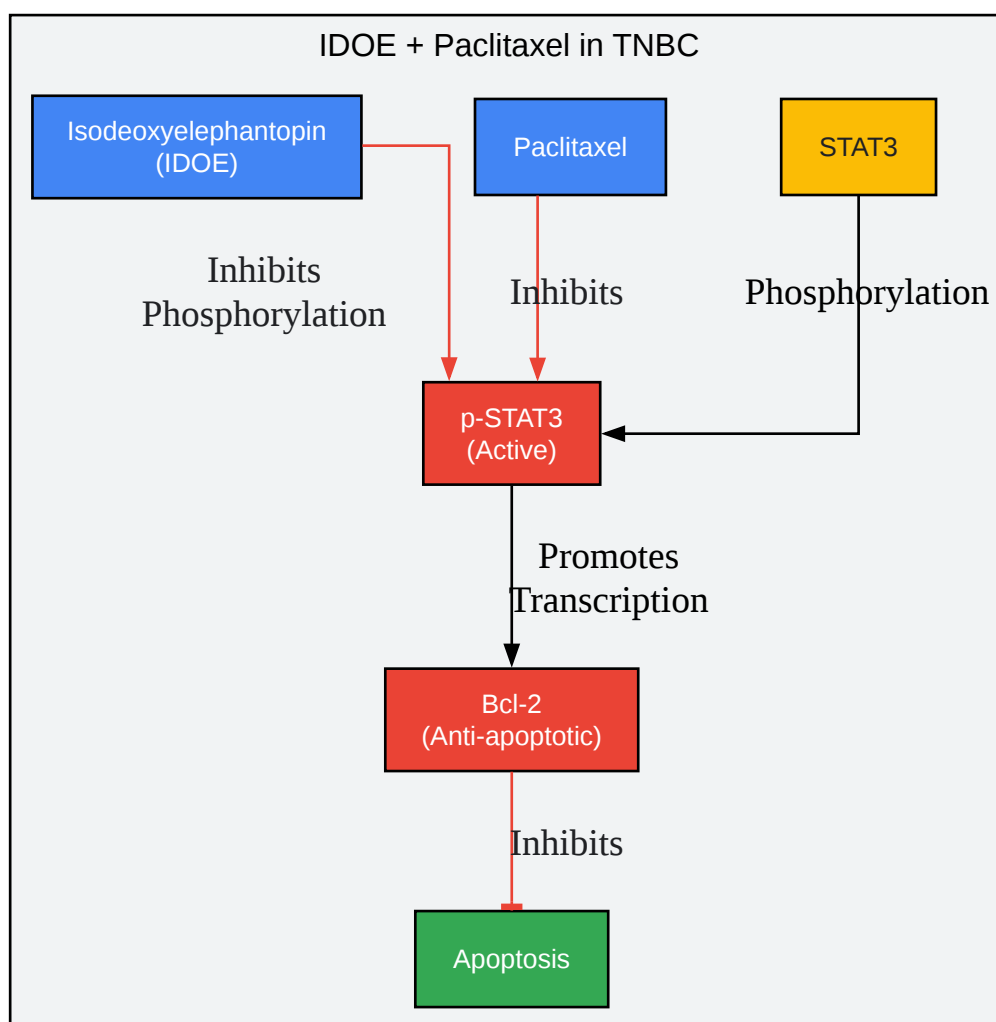 IDOE + Paclitaxel in TNBC
Isodeoxyelephantopin
(IDOE)
Paclitaxel
STAT3
Inhibits
Phosphorylation
Inhibits
Phosphorylation
p-STAT3
(Active)
Promotes
Transcription
Bcl-2
(Anti-apoptotic)
Inhibits
Apoptosis